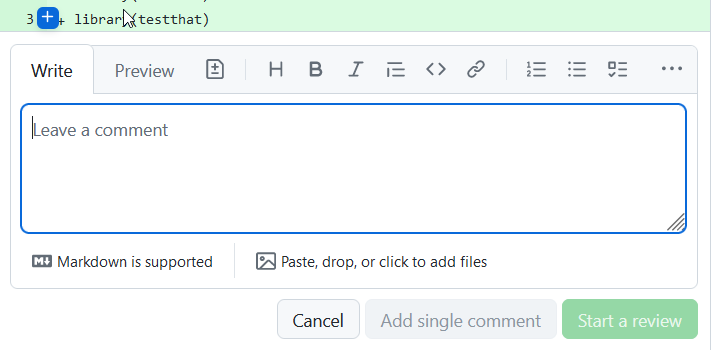 3 + library(testthat)
Write Preview H B I
Leave a comment
Markdown is supported Paste, drop, or click to add files
Cancel Add single comment Start a review